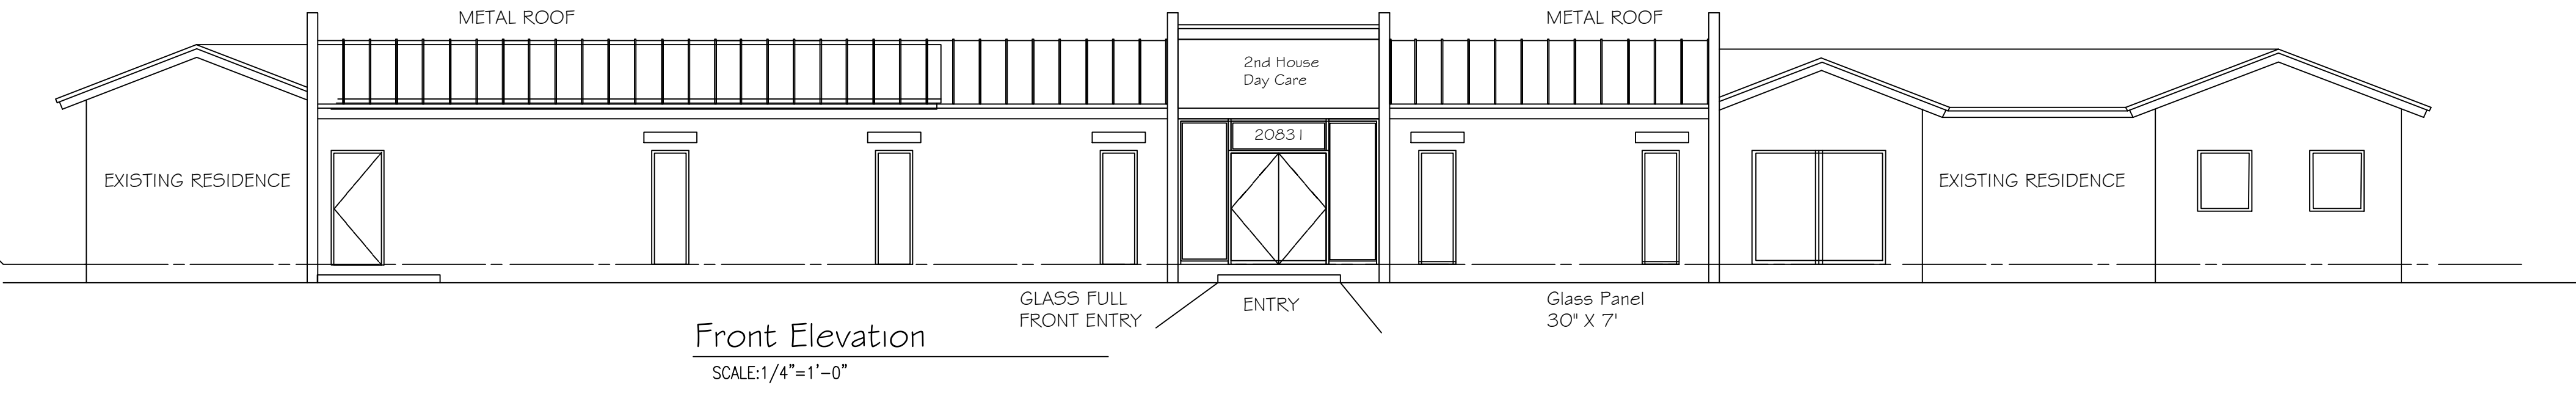 METAL ROOF
METAL ROOF
2nd House
Day Care
20831
EXISTING RESIDENCE
EXISTING RESIDENCE
GLASS FULL
FRONT ENTRY
ENTRY
Glass Panel
30" X 7'
Front Elevation
SCALE:1/4"=1'-0"